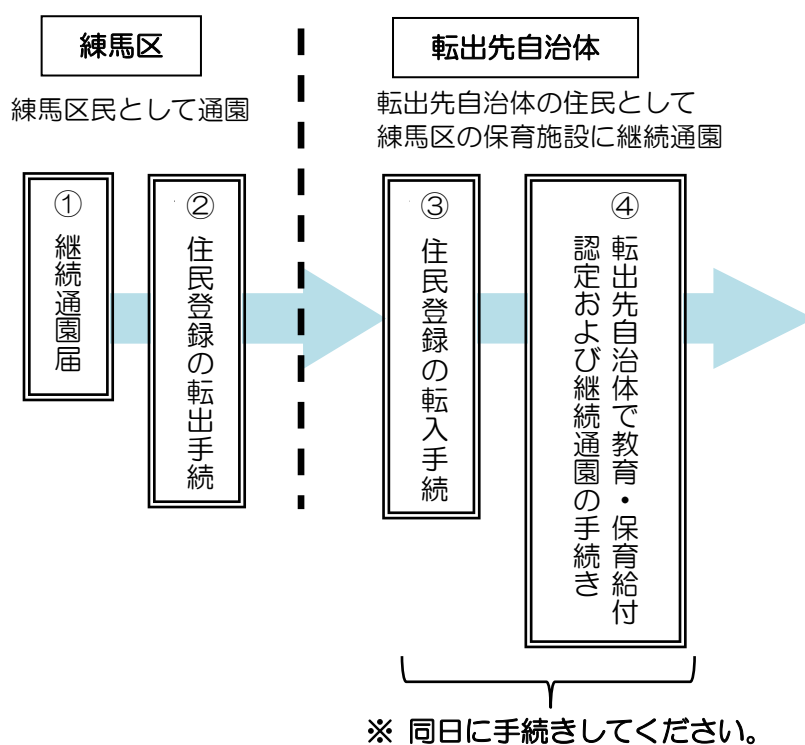 練馬区
練馬区民として通園
①
継続通園届
②
住民登録の転出手続
転出先自治体
転出先自治体の住民として
練馬区の保育施設に継続通園
③
住民登録の転入手続
④
転出先自治体で教育・保育給付
認定および継続通園の手続き
※ 同日に手続きしてください。